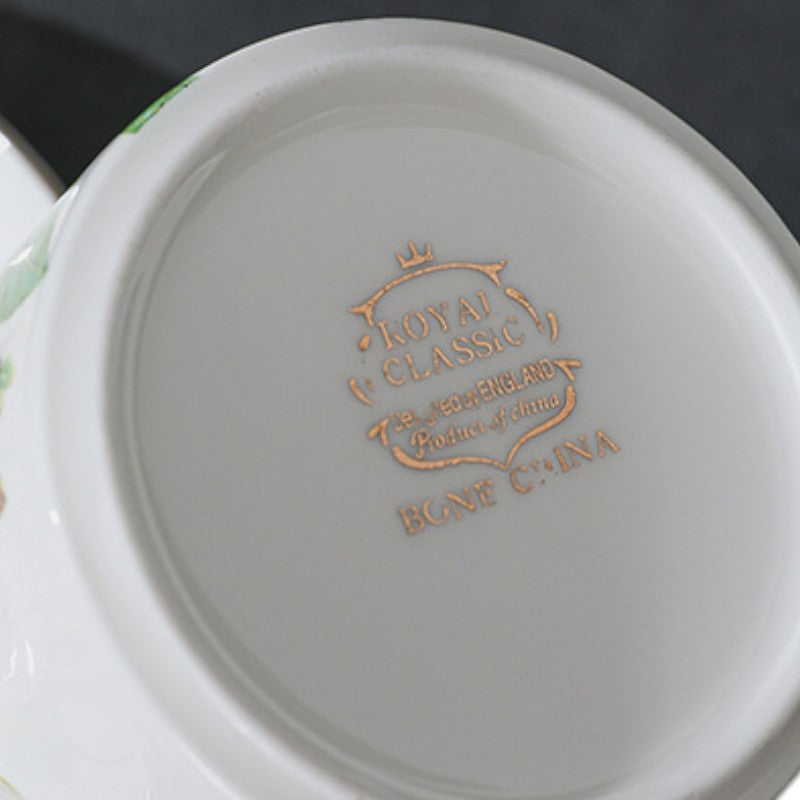 ROYAL
CLASSIC
ENGLAND
Product of china
BONE CHINA